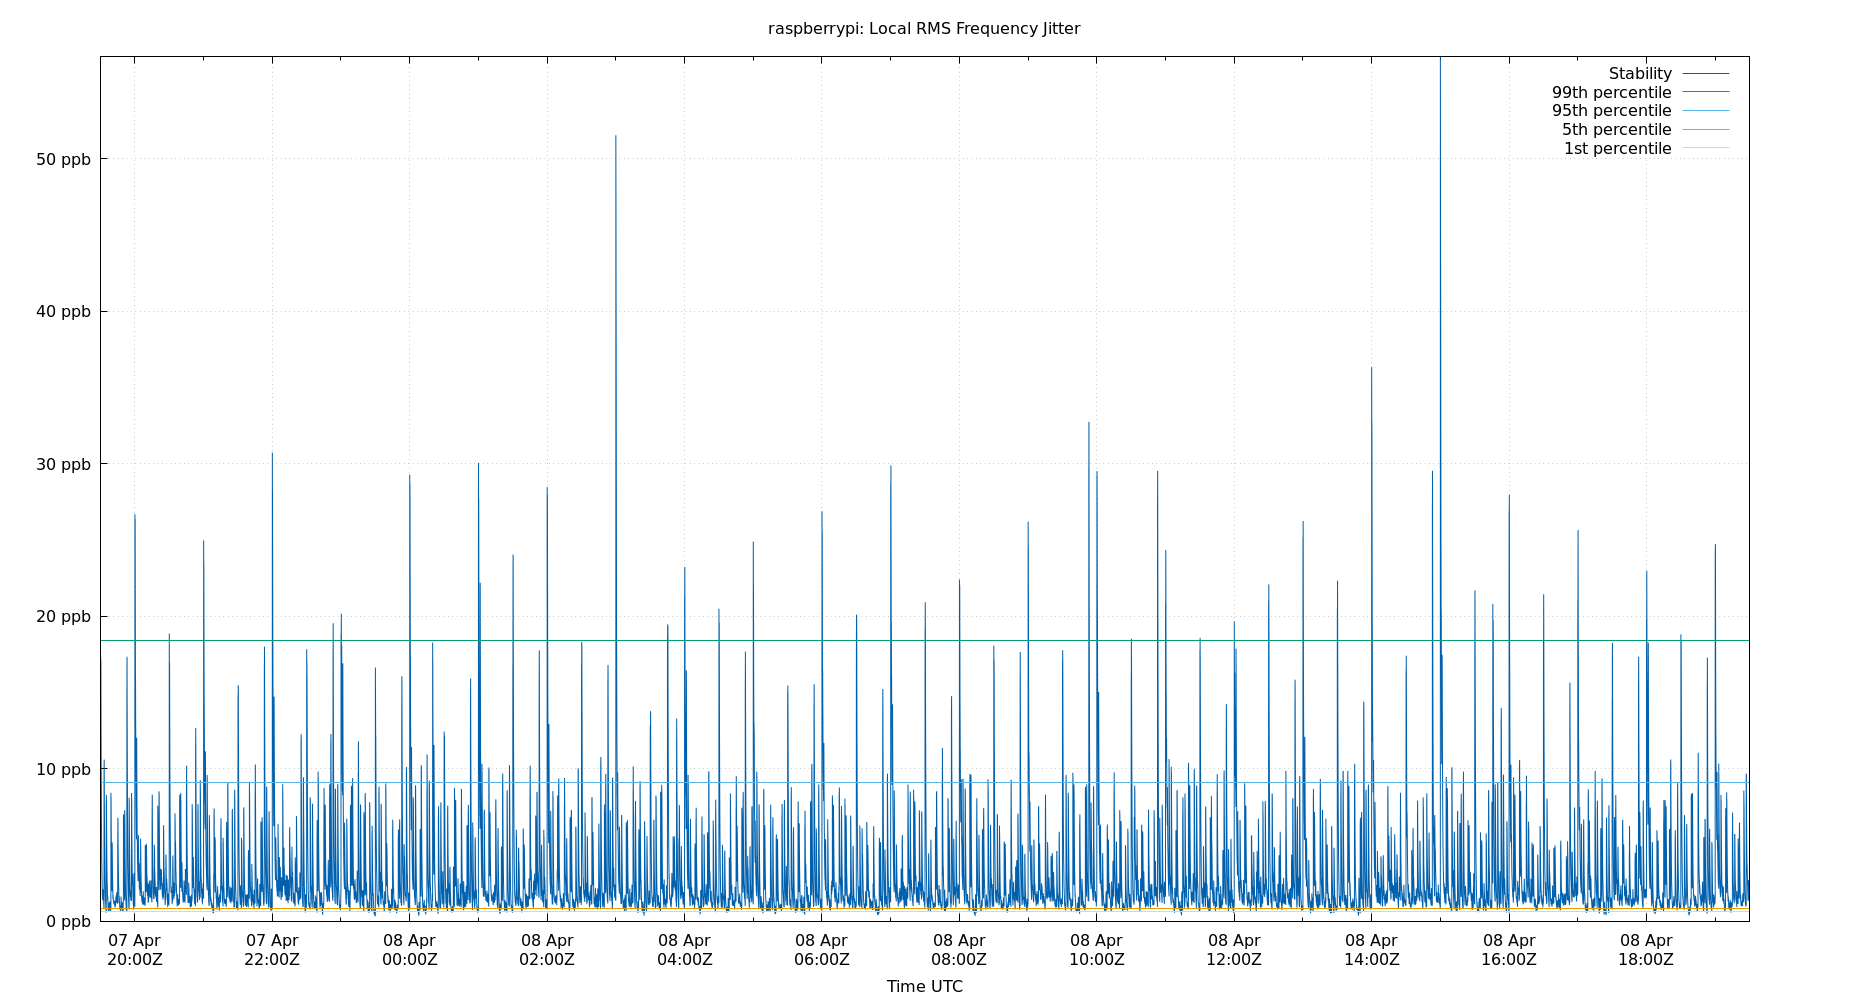 raspberrypi: Local RMS Frequency Jitter
Stability
99th percentile
95th percentile
5th percentile
1st percentile
50 ppb
40 ppb
30 ppb
20 ppb
10 ppb
0 ppb
07 Apr 07 Apr 08 Apr 08 Apr 08 Apr 08 Apr 08 Apr 08 Apr 08 Apr 08 Apr 08 Apr 08 Apr
20:00Z 22:00Z 00:00Z 02:00Z 04:00Z 06:00Z 08:00Z 10:00Z 12:00Z 14:00Z 16:00Z 18:00Z
Time UTC